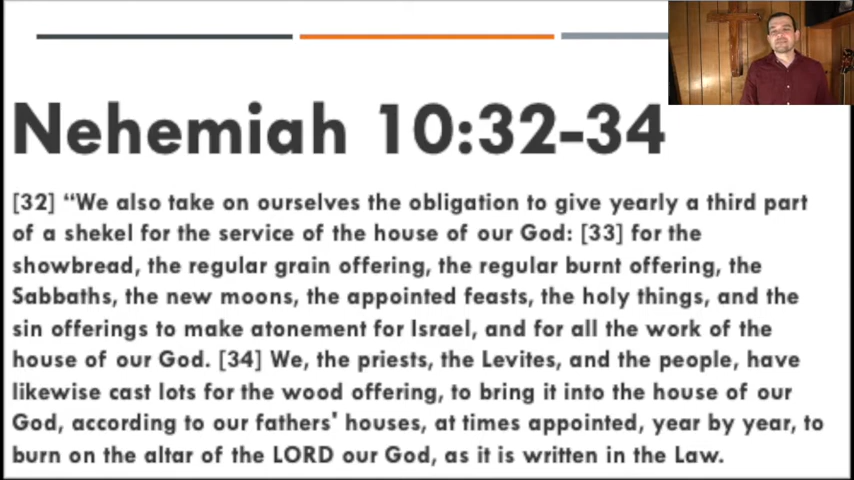 Nehemiah 10:32-34
[32] “We also take on ourselves the obligation to give yearly a third part
of a shekel for the service of the house of our God: [33] for the
showbread, the regular grain offering, the regular burnt offering, the
Sabbaths, the new moons, the appointed feasts, the holy things, and the
sin offerings to make atonement for Israel, and for all the work of the
house of our God. [34] We, the priests, the Levites, and the people, have
likewise cast lots for the wood offering, to bring it into the house of our
God, according to our fathers' houses, at times appointed, year by year, to
burn on the altar of the LORD our God, as it is written in the Law.